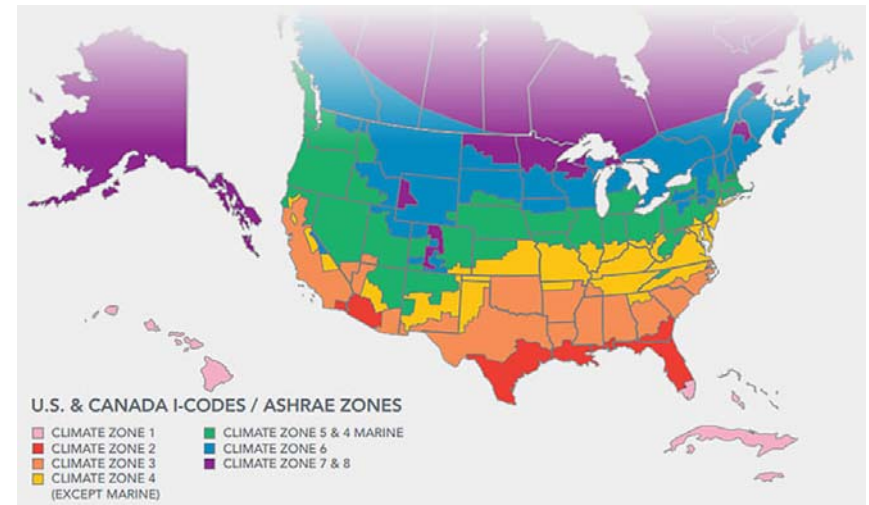 U.S. & CANADA I-CODES / ASHRAE ZONES
CLIMATE ZONE 1
CLIMATE ZONE 2
CLIMATE ZONE 3
CLIMATE ZONE 4
(EXCEPT MARINE)
CLIMATE ZONE 5 & 4 MARINE
CLIMATE ZONE 6
CLIMATE ZONE 7 & 8